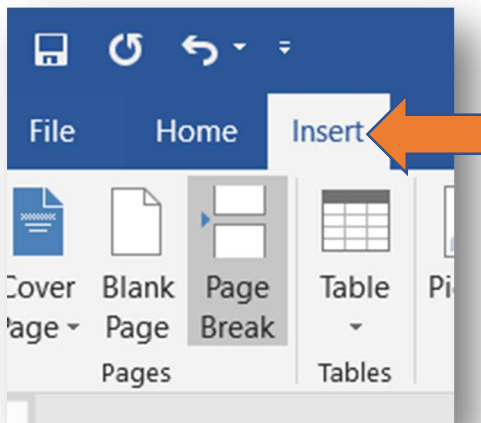 File Home Insert
Cover Blank Page Table
Page Page Break
Pages Tables